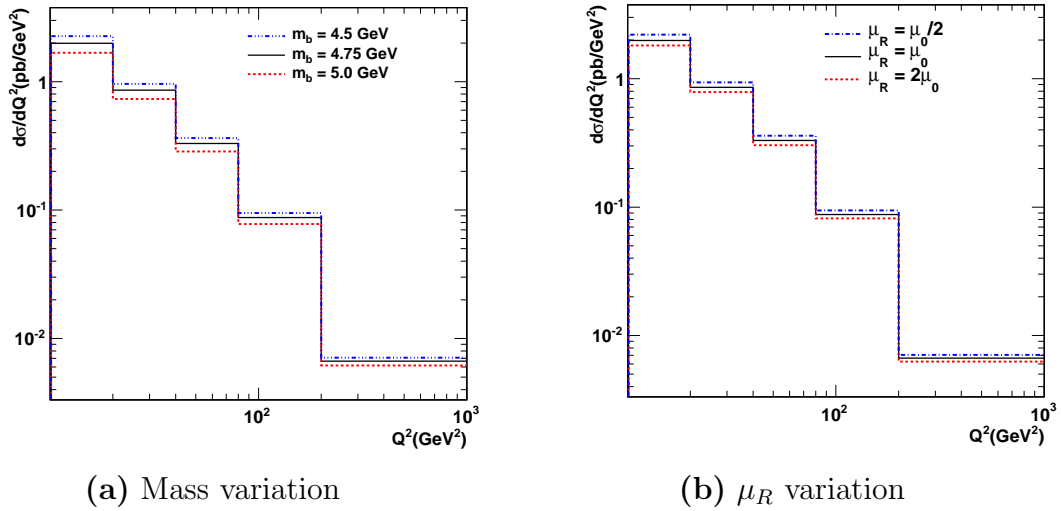 dσ/dQ²(pb/GeV²)
m_b = 4.5 GeV
m_b = 4.75 GeV
m_b = 5.0 GeV
1
10⁻¹
10⁻²
10² 10³
Q²(GeV²)
(a) Mass variation
dσ/dQ²(pb/GeV²)
μ_R = μ_0/2
μ_R = μ_0
μ_R = 2μ_0
1
10⁻¹
10⁻²
10² 10³
Q²(GeV²)
(b) μ_R variation